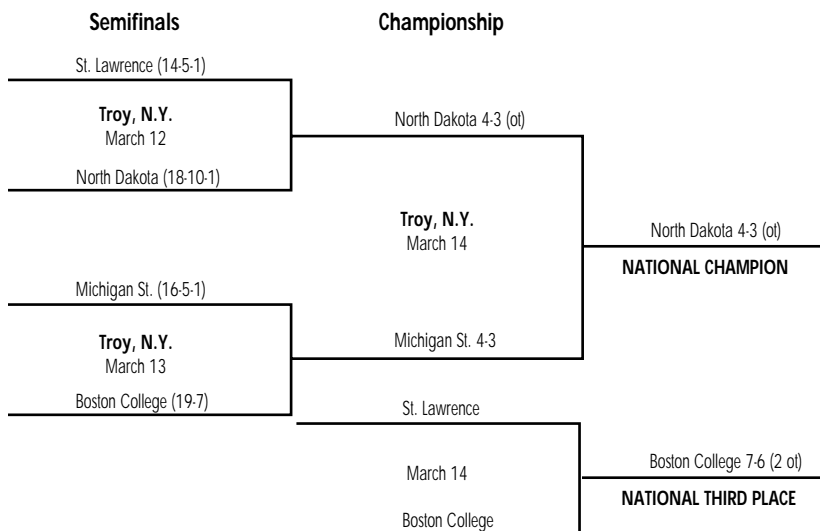 Semifinals
Championship
St. Lawrence (14-5-1)
Troy, N.Y.
March 12
North Dakota (18-10-1)
North Dakota 4-3 (ot)
Troy, N.Y.
March 14
North Dakota 4-3 (ot)
NATIONAL CHAMPION
Michigan St. (16-5-1)
Troy, N.Y.
March 13
Boston College (19-7)
Michigan St. 4-3
St. Lawrence
March 14
Boston College
Boston College 7-6 (2 ot)
NATIONAL THIRD PLACE